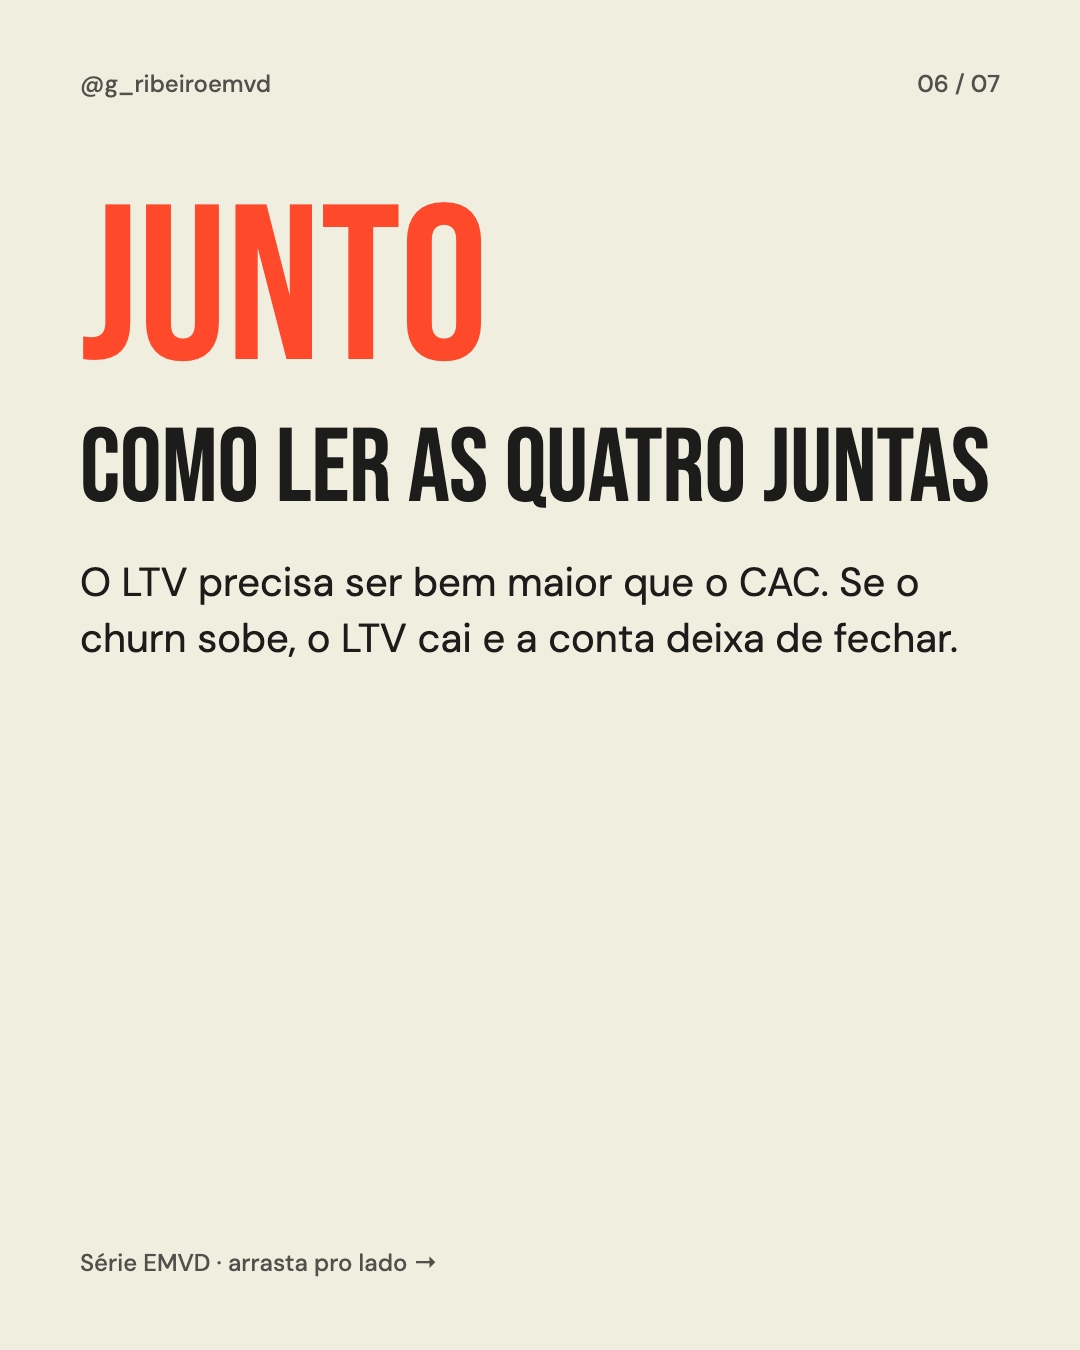 @g_ribeiroemvd
06 / 07
JUNTO
COMO LER AS QUATRO JUNTAS
O LTV precisa ser bem maior que o CAC. Se o
churn sobe, o LTV cai e a conta deixa de fechar.
Série EMVD · arrasta pro lado →